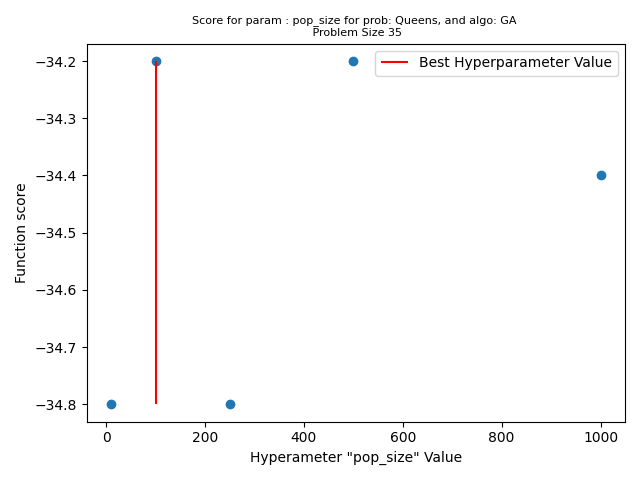 Score for param : pop_size for prob: Queens, and algo: GA
Problem Size 35
Best Hyperparameter Value
−34.2
−34.3
−34.4
−34.5
−34.6
−34.7
−34.8
Function score
0 200 400 600 800 1000
Hyperameter "pop_size" Value